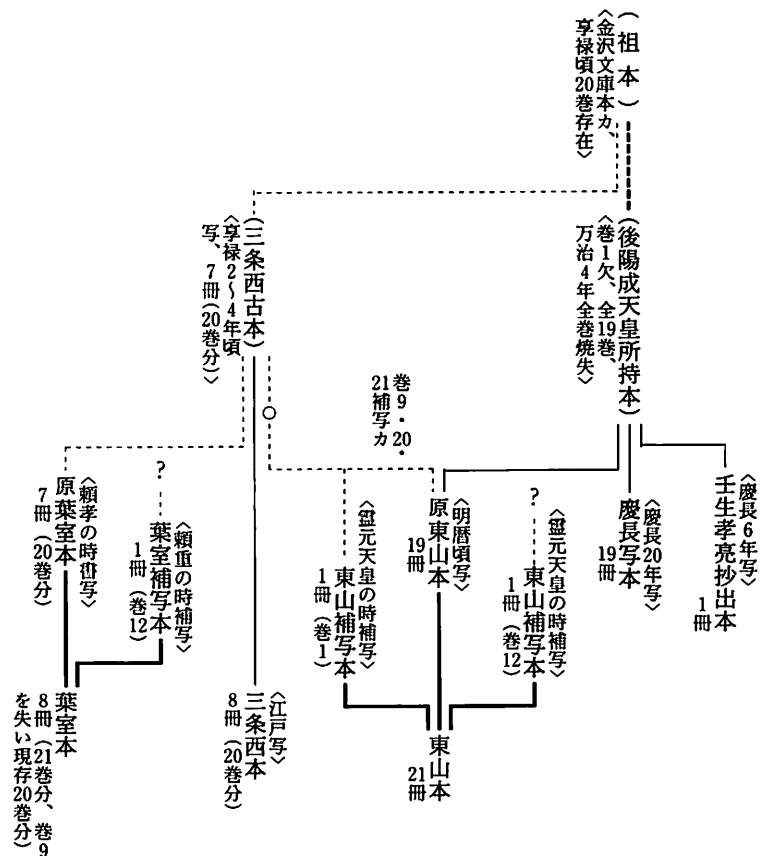 （祖本）
〈金沢文庫本カ、
享禄頃20巻存在〉
（後陽成天皇所持本）
〈巻1欠、全19巻、
万治4年全巻焼失〉
（三条西古本）
〈享禄2〜4年頃
写、7冊（20巻分）〉
巻9・20・
21補写カ
〈慶長6年写〉
壬生孝亮抄出本
1冊
〈慶長20年写〉
慶長写本
19冊
？
〈霊元天皇の時補写〉
東山補写本
1冊（巻12）
〈明暦頃写〉
原東山本
19冊
〈霊元天皇の時補写〉
東山補写本
1冊（巻1）
東山本
21冊
〈江戸写〉
三条西本
8冊（20巻分）
？
〈頼重の時補写〉
葉室補写本
1冊（巻12）
〈頼孝の時書写〉
原葉室本
7冊（20巻分）
葉室本
8冊（21巻分、巻9
を失い現存20巻分）